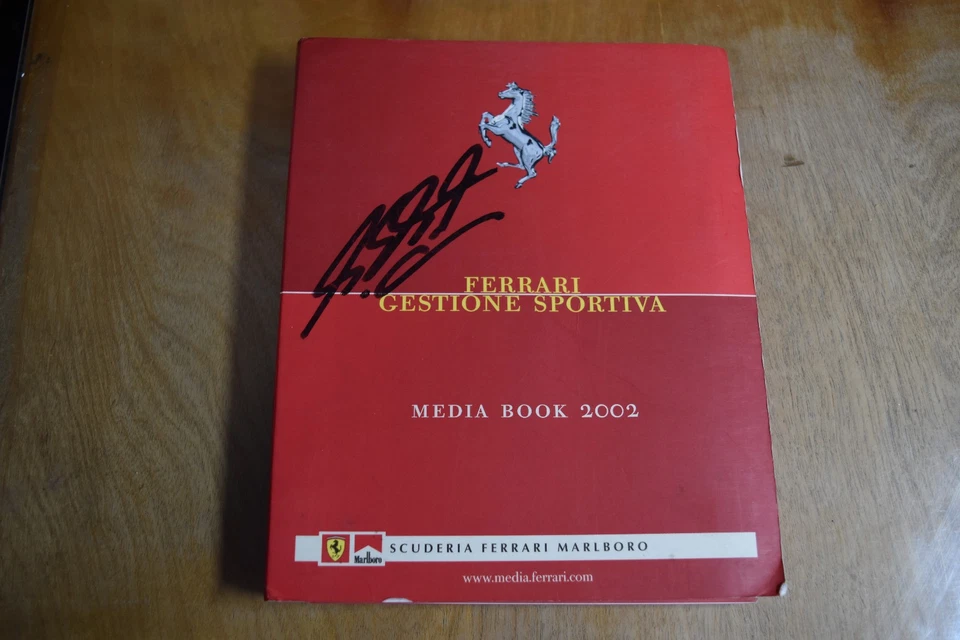 FERRARI
GESTIONE SPORTIVA
MEDIA BOOK 2002
Marlboro
SCUDERIA FERRARI MARLBORO
www.media.ferrari.com